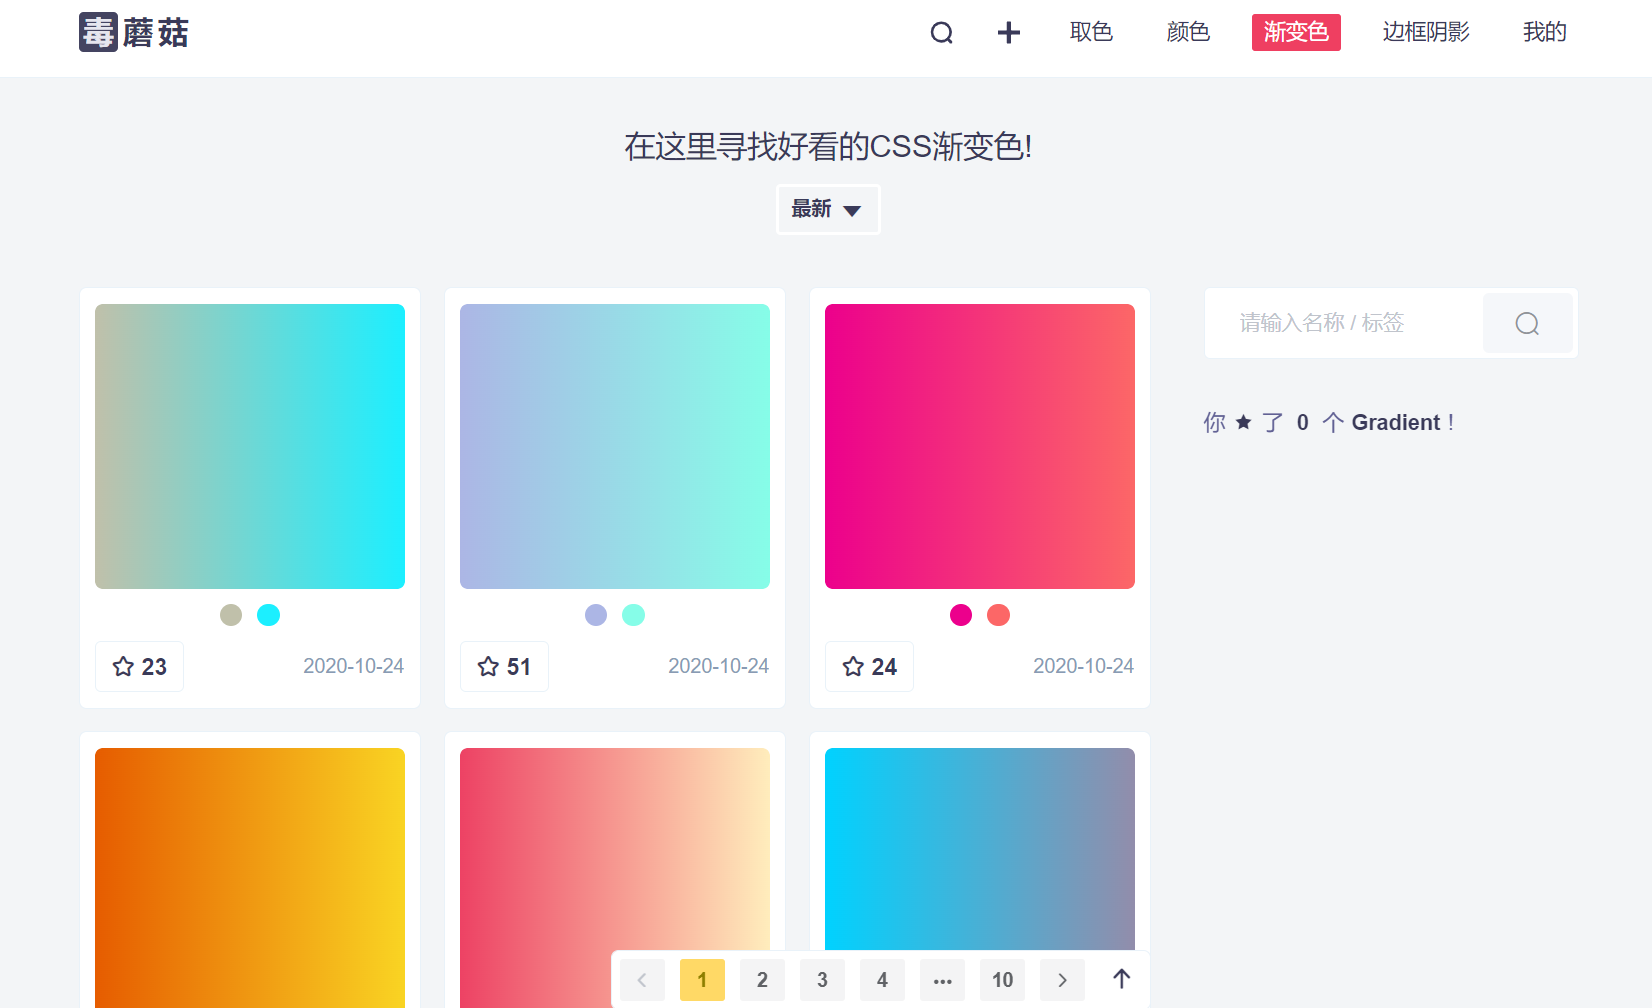 毒蘑菇
取色 颜色 渐变色 边框阴影 我的
在这里寻找好看的CSS渐变色!
最新
请输入名称 / 标签
你 ★ 了 0 个 Gradient !
23 2020-10-24
51 2020-10-24
24 2020-10-24
1 2 3 4 ••• 10